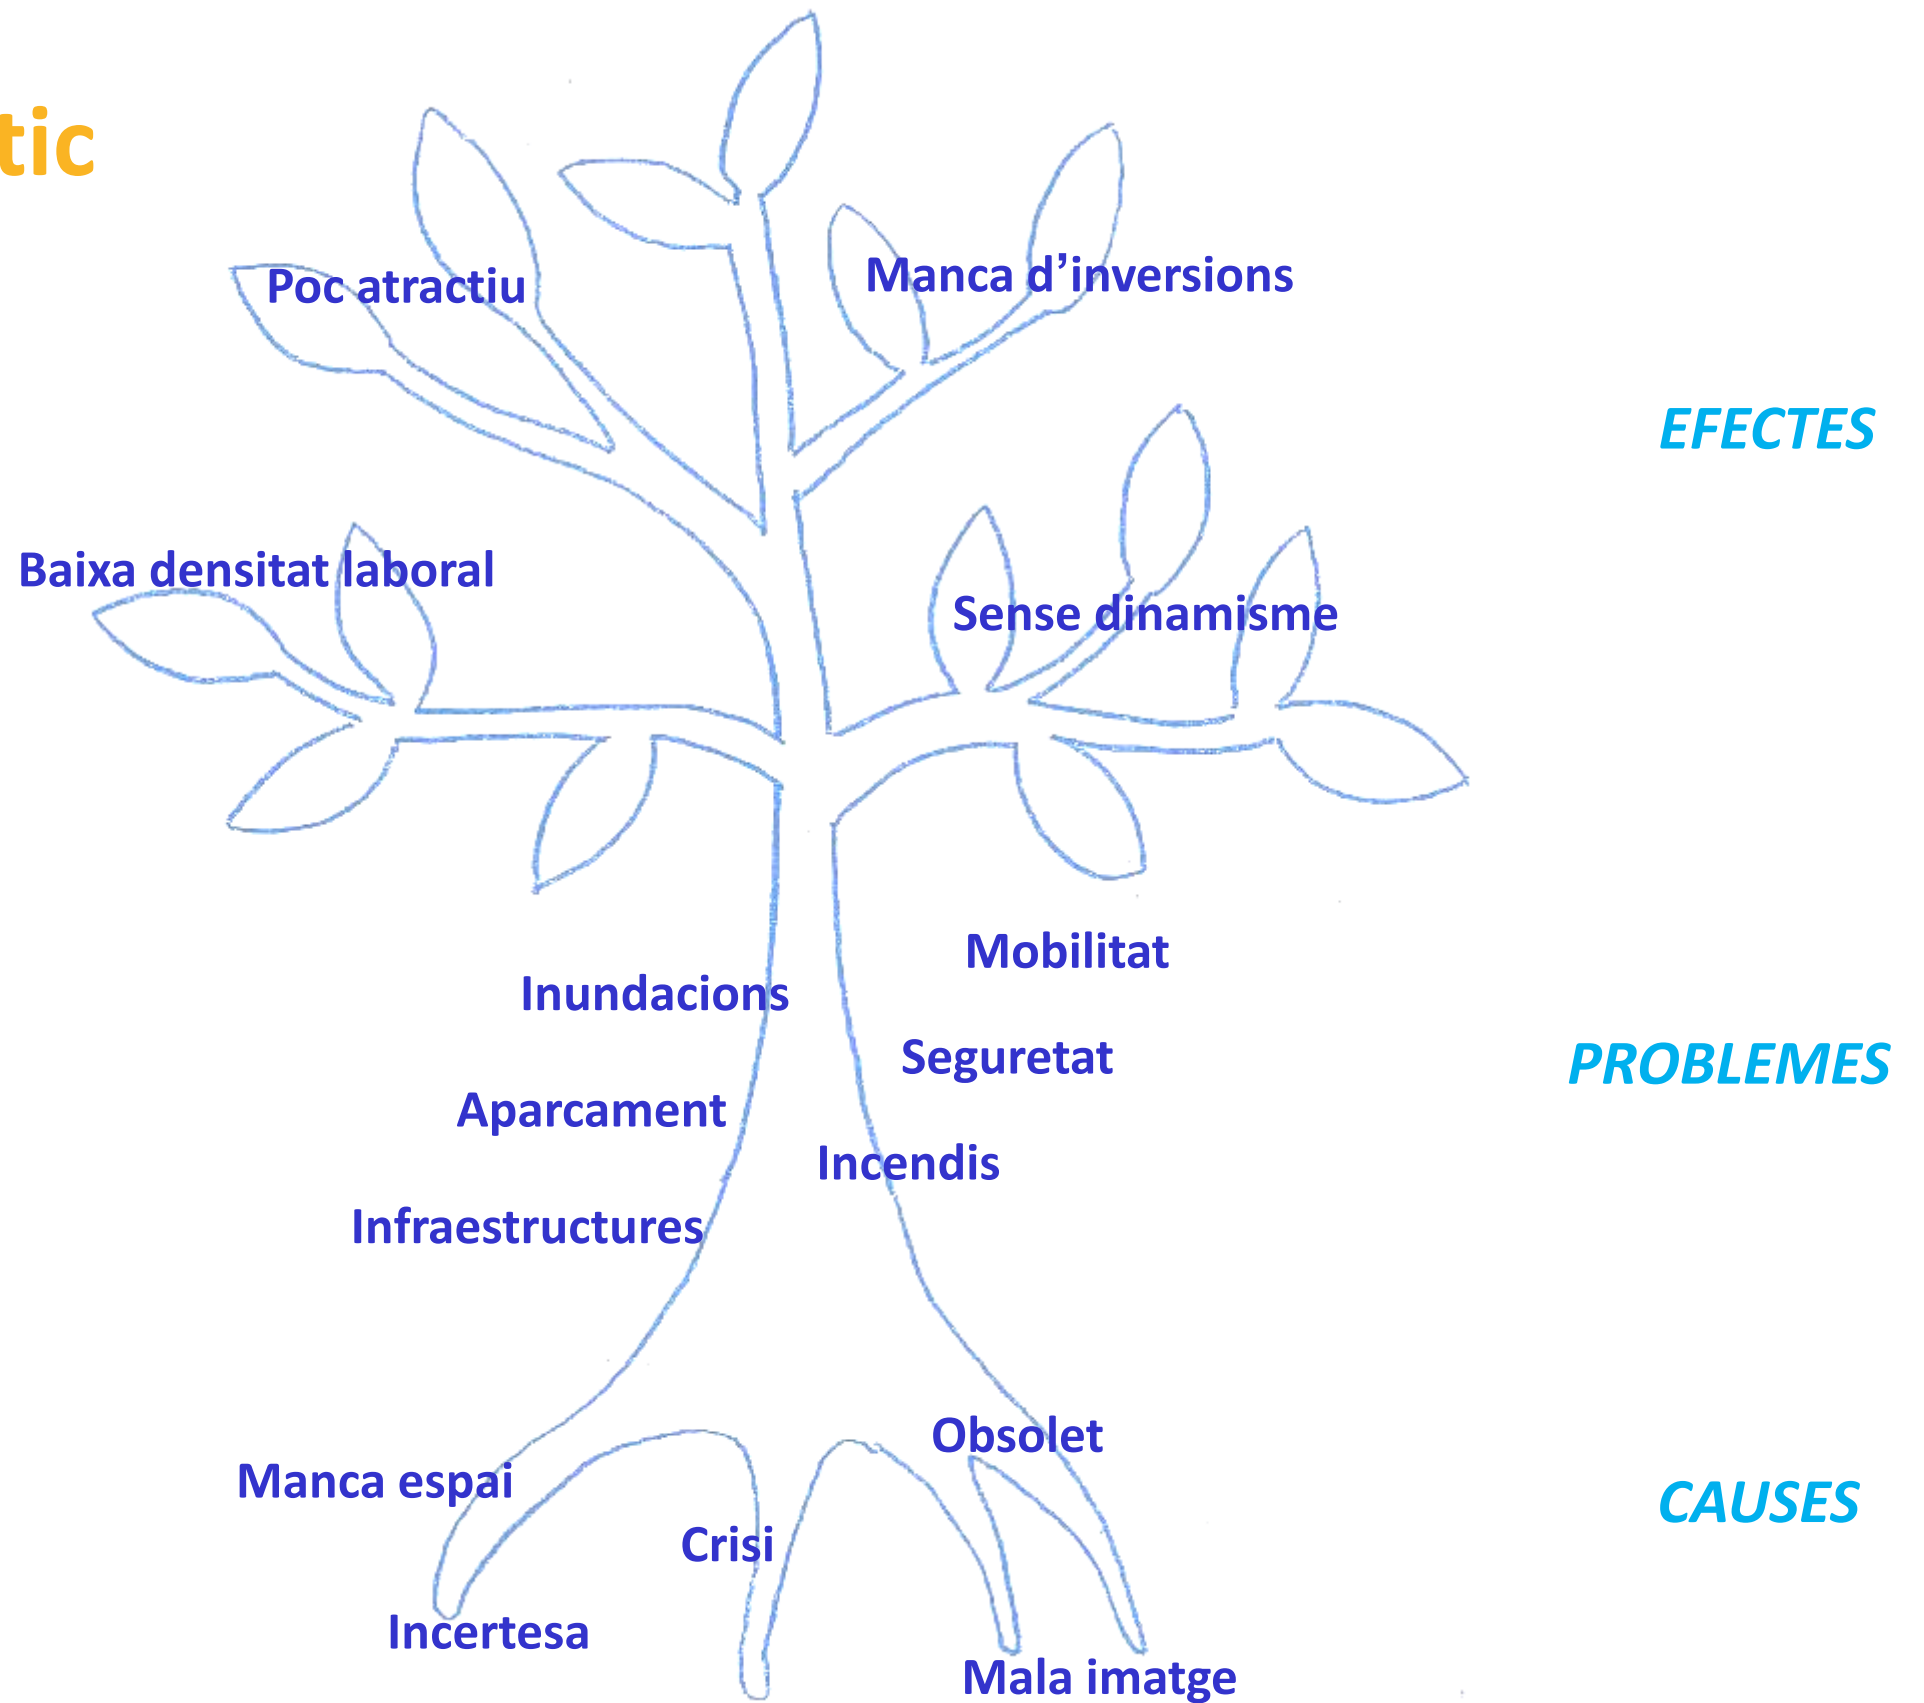 tic
Poc atractiu
Manca d’inversions
EFECTES
Baixa densitat laboral
Sense dinamisme
Mobilitat
Inundacions
Seguretat
PROBLEMES
Aparcament
Incendis
Infraestructures
Obsolet
Manca espai
CAUSES
Crisi
Incertesa
Mala imatge